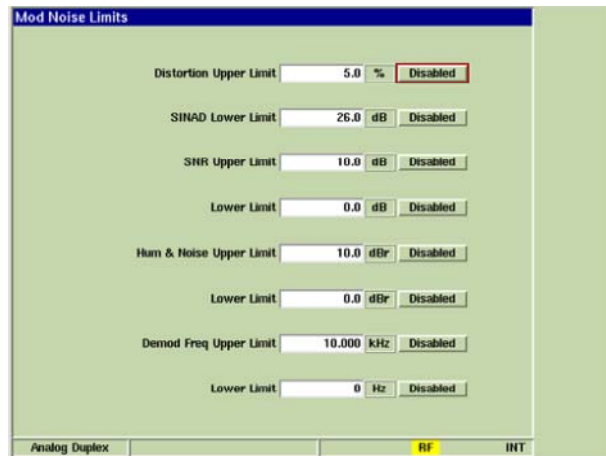 Mod Noise Limits
Distortion Upper Limit 5.0 % Disabled
SINAD Lower Limit 26.0 dB Disabled
SNR Upper Limit 10.0 dB Disabled
Lower Limit 0.0 dB Disabled
Hum & Noise Upper Limit 10.0 dBr Disabled
Lower Limit 0.0 dBr Disabled
Demod Freq Upper Limit 10.000 kHz Disabled
Lower Limit 0 Hz Disabled
Analog Duplex RF INT